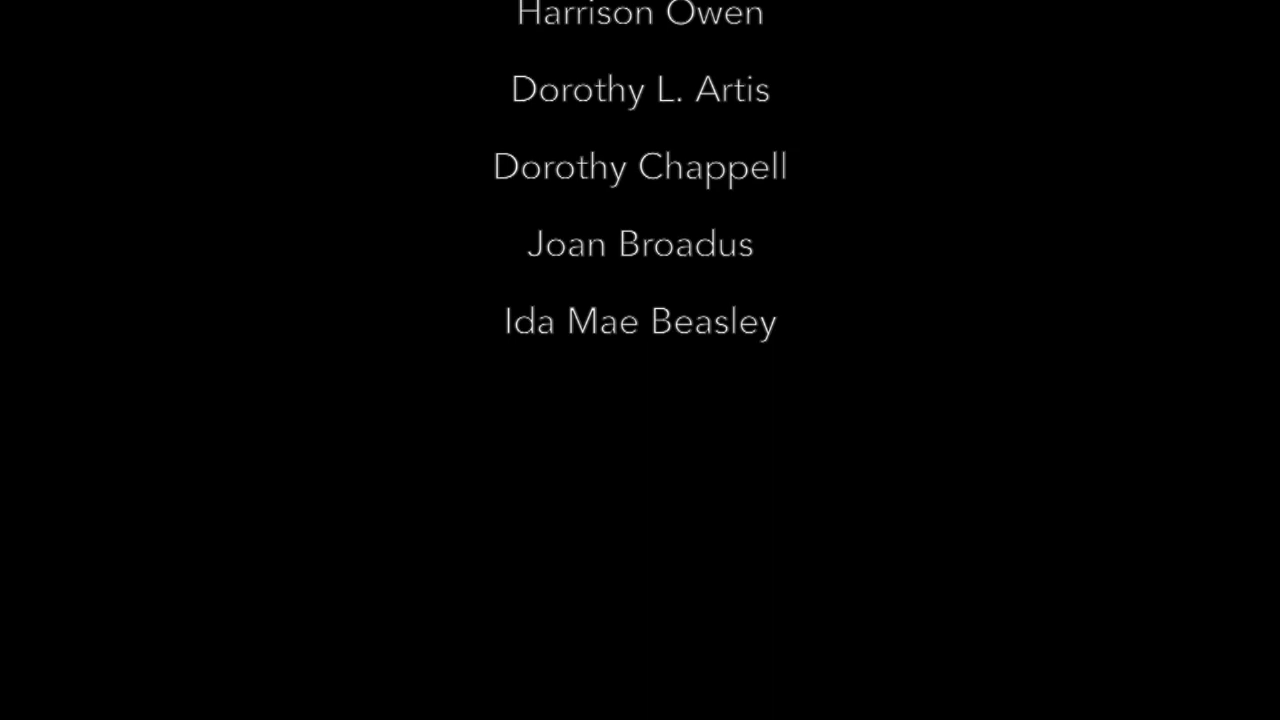 Harrison Owen
Dorothy L. Artis
Dorothy Chappell
Joan Broadus
Ida Mae Beasley